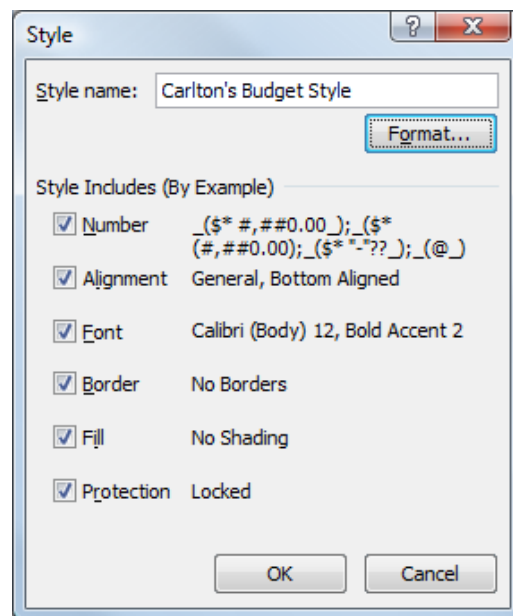 Style
Style name: Carlton's Budget Style
Format...
Style Includes (By Example)
Number _($* #,##0.00_);_($*
(#,##0.00);_($* "-"??_);_(@_)
Alignment General, Bottom Aligned
Font Calibri (Body) 12, Bold Accent 2
Border No Borders
Fill No Shading
Protection Locked
OK Cancel